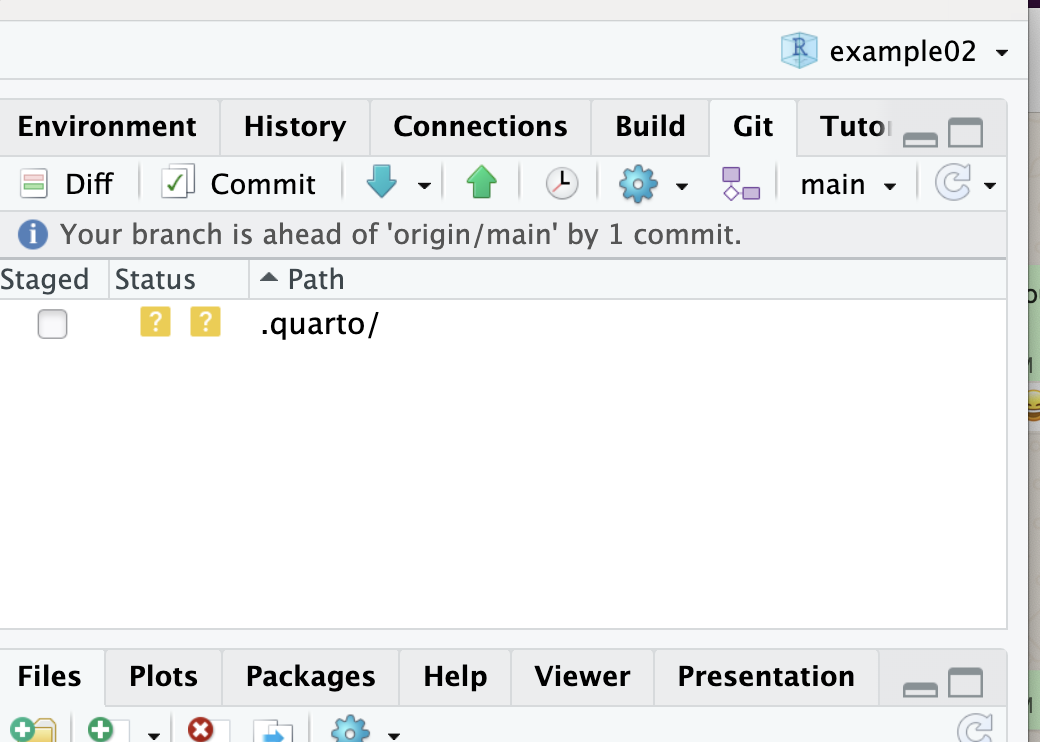 example02
Environment History Connections Build Git
Diff Commit main
Your branch is ahead of 'origin/main' by 1 commit.
Staged Status Path
? ? .quarto/
Files Plots Packages Help Viewer Presentation